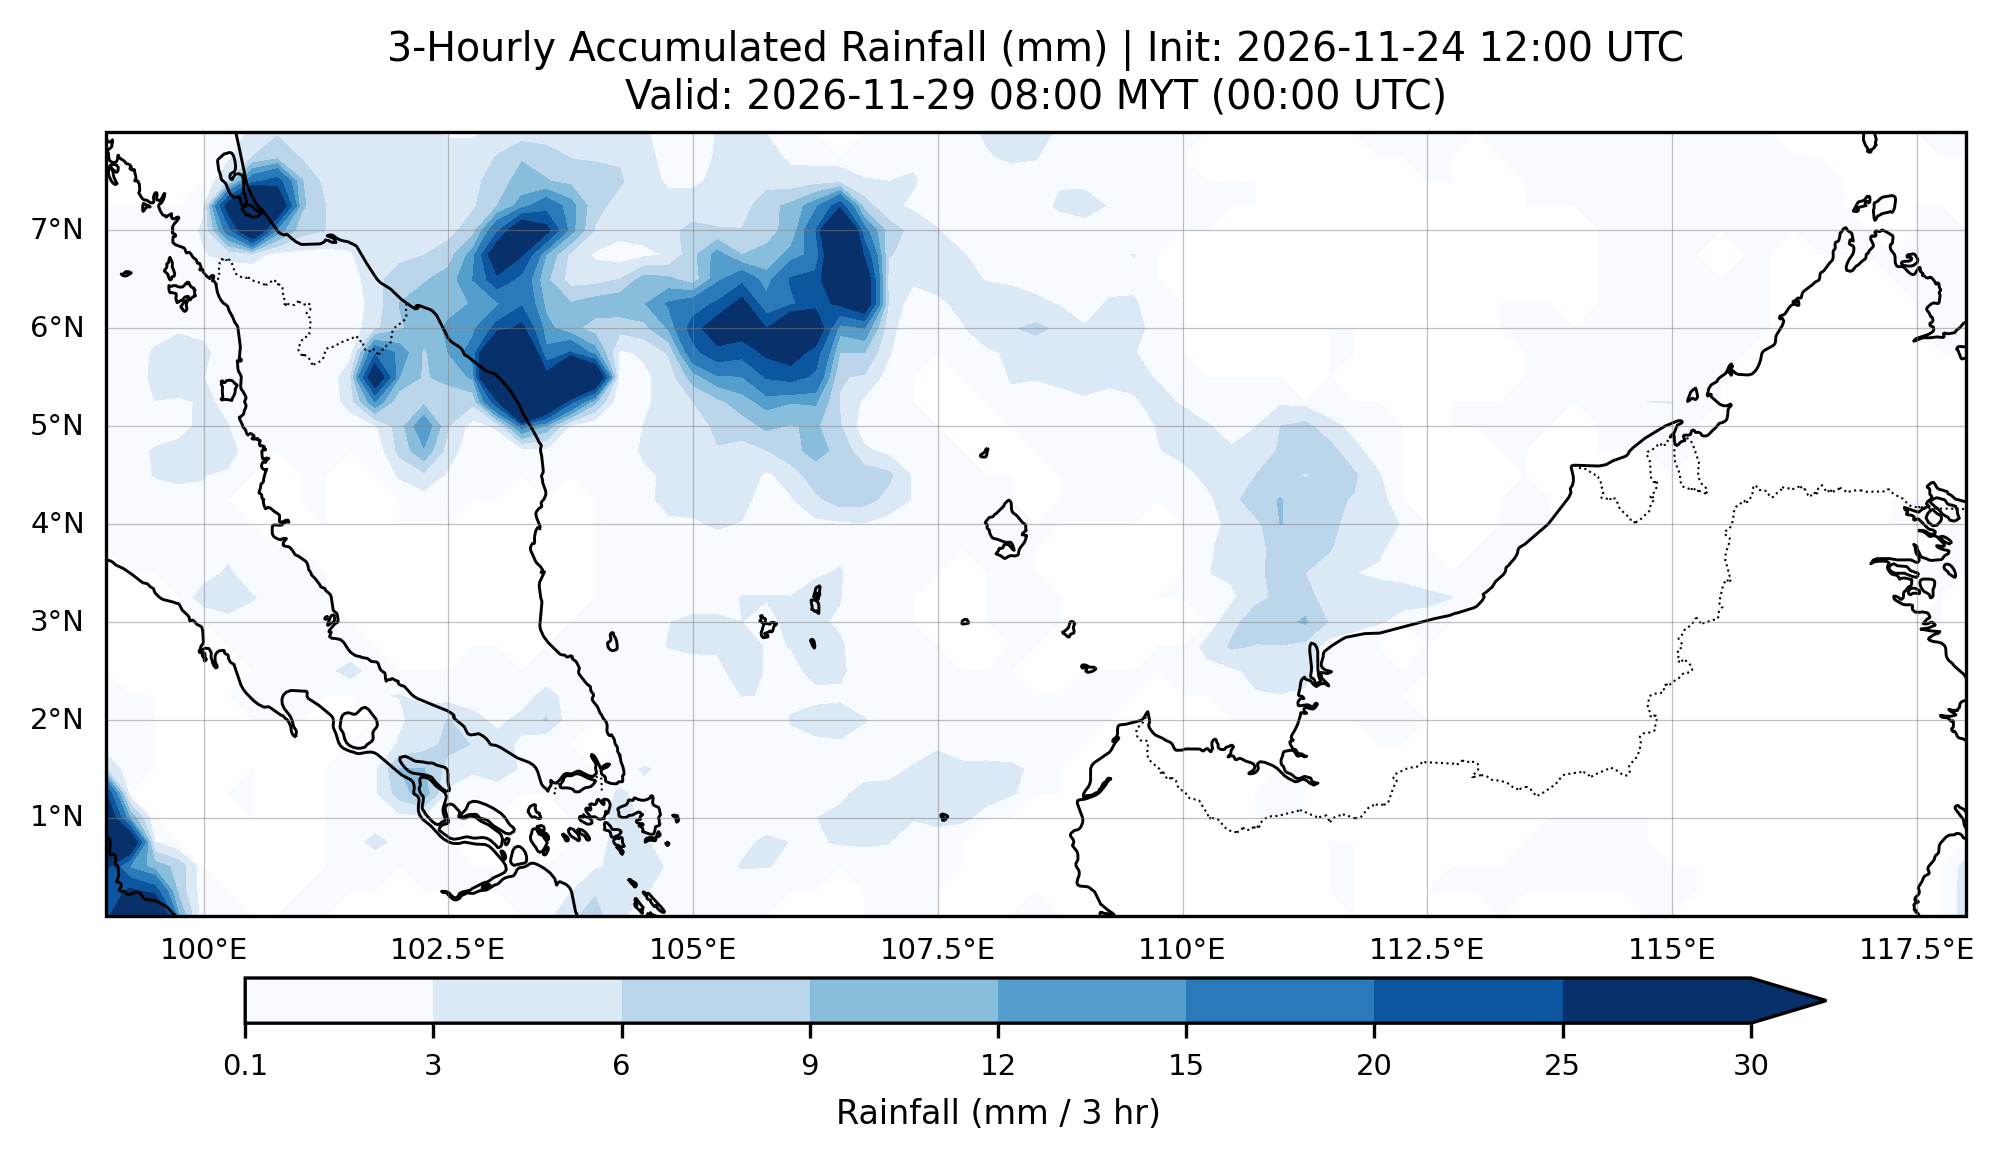 3-Hourly Accumulated Rainfall (mm) | Init: 2026-11-24 12:00 UTC
Valid: 2026-11-29 08:00 MYT (00:00 UTC)
7°N
6°N
5°N
4°N
3°N
2°N
1°N
100°E 102.5°E 105°E 107.5°E 110°E 112.5°E 115°E 117.5°E
0.1 3 6 9 12 15 20 25 30
Rainfall (mm / 3 hr)